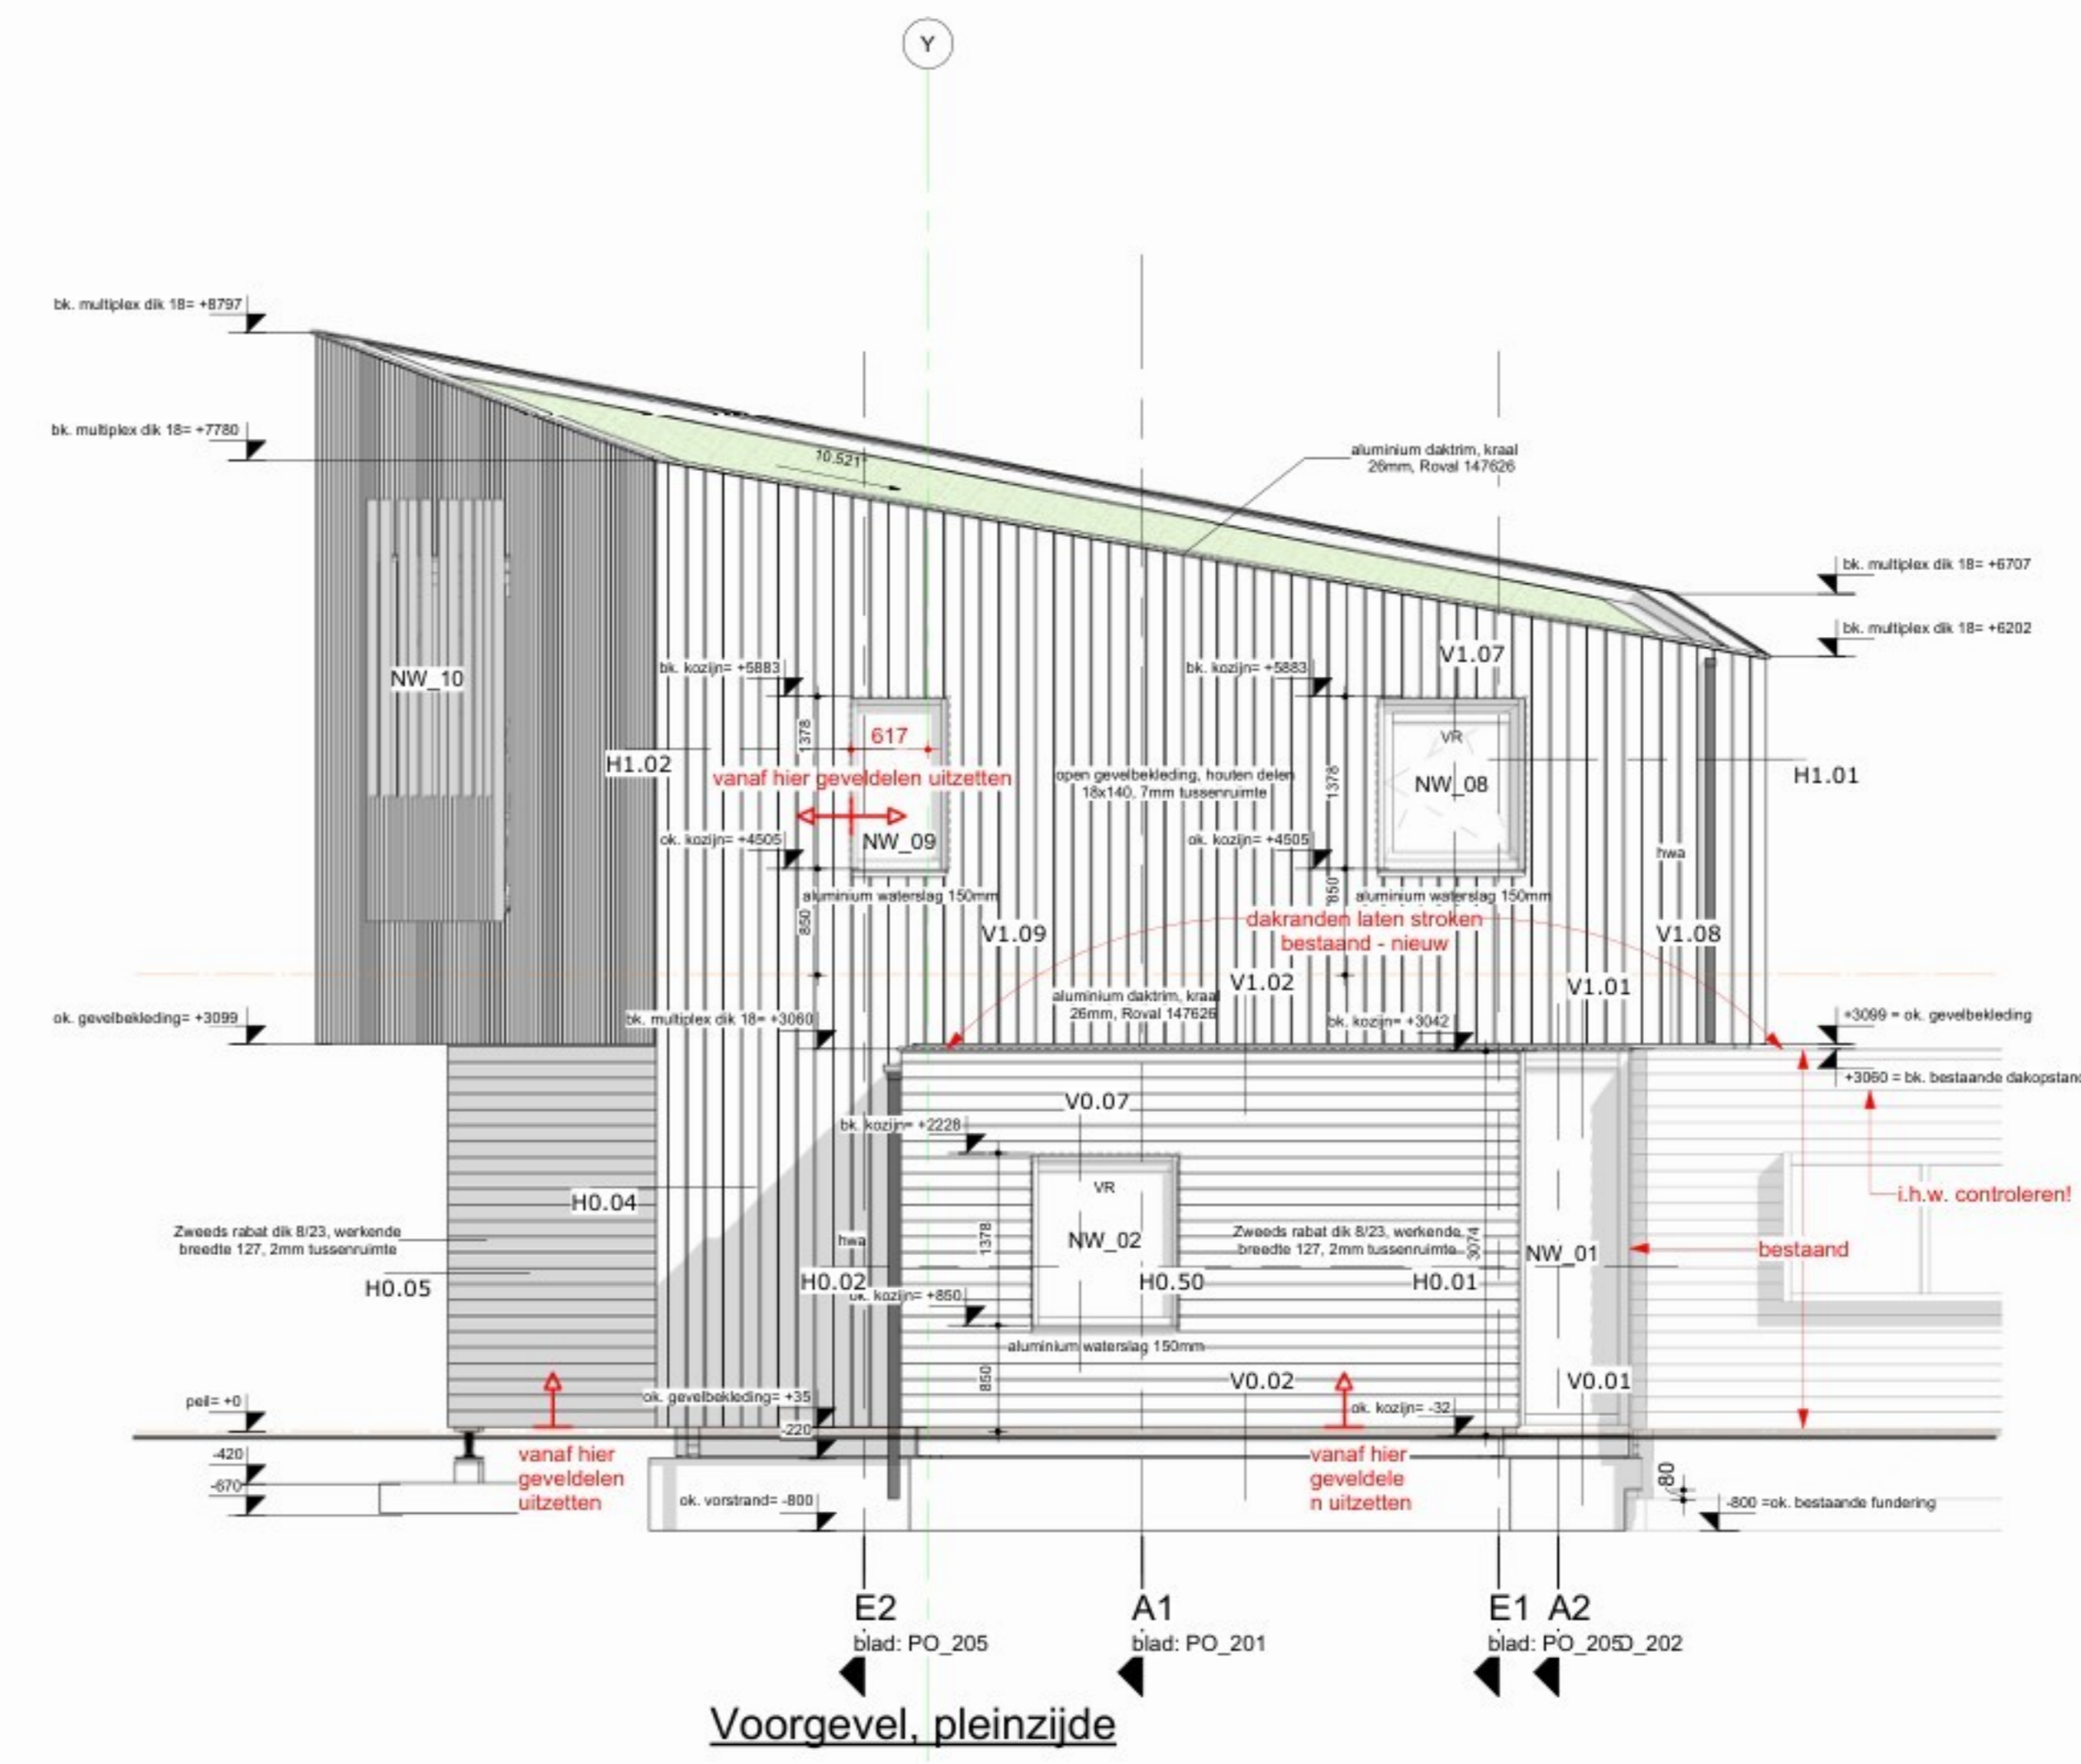 Y
bk. multiplex dik 18= +8797
bk. multiplex dik 18= +7780
10.521°
aluminium daktrim, kraal
26mm, Roval 147626
bk. multiplex dik 18= +6707
bk. multiplex dik 18= +6202
NW_10
bk. kozijn= +5883
bk. kozijn= +5883
V1.07
1378
617
VR
H1.02
vanaf hier geveldelen uitzetten
open gevelbekleding, houten delen
18x140, 7mm tussenruimte
1378
NW_08
H1.01
ok. kozijn= +4505
NW_09
ok. kozijn= +4505
hwa
aluminium waterslag 150mm
850
850
aluminium waterslag 150mm
dakranden laten stroken
bestaand - nieuw
V1.09
V1.08
V1.02
V1.01
aluminium daktrim, kraal
26mm, Roval 147626
ok. gevelbekleding= +3099
bk. multiplex dik 18= +3060
bk. kozijn= +3042
+3099 = ok. gevelbekleding
+3060 = bk. bestaande dakopstand
V0.07
bk. kozijn= +2228
VR
H0.04
i.h.w. controleren!
Zweeds rabat dik 8/23, werkende
breedte 127, 2mm tussenruimte
hwa
1378
NW_02
Zweeds rabat dik 8/23, werkende
breedte 127, 2mm tussenruimte
3074
NW_01
bestaand
H0.05
H0.02
H0.50
H0.01
ok. kozijn= +850
aluminium waterslag 150mm
850
V0.02
V0.01
peil= +0
ok. gevelbekleding= +35
ok. kozijn= -32
-220
-420
-670
vanaf hier
geveldelen
uitzetten
vanaf hier
geveldele
n uitzetten
80
ok. vorstrand= -800
-800 =ok. bestaande fundering
E2
A1
E1
A2
blad: PO_205
blad: PO_201
blad: PO_205
O_202
Voorgevel, pleinzijde